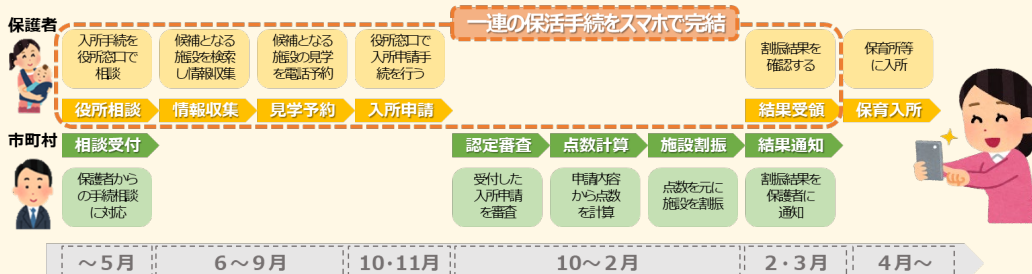 一連の保活手続をスマホで完結
保護者
入所手続を
役所窓口で
相談
候補となる
施設を検索
し情報収集
候補となる
施設の見学
を電話予約
役所窓口で
入所申請手
続を行う
割振結果を
確認する
保育所等
に入所
役所相談
情報収集
見学予約
入所申請
結果受領
保育入所
市町村
相談受付
認定審査
点数計算
施設割振
結果通知
保護者から
の手続相談
に対応
受付した
入所申請
を審査
申請内容
から点数
を計算
点数を元に
施設を割振
割振結果を
保護者に
通知
～5月
6～9月
10・11月
10～2月
2・3月
4月～